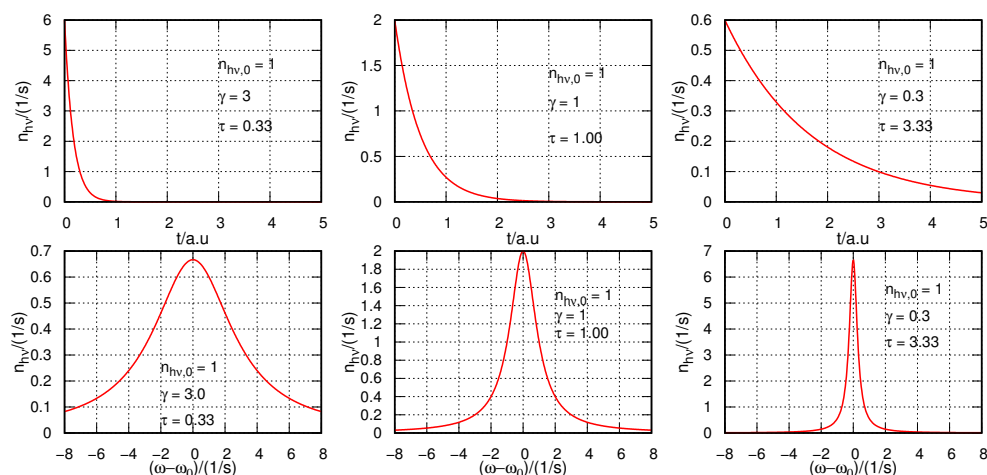 n_hν/(1/s)
6
5
4
3
2
1
0
n_hν,0 = 1
γ = 3
τ = 0.33
0 1 2 3 4 5
t/a.u
n_hν/(1/s)
2
1.5
1
0.5
0
n_hν,0 = 1
γ = 1
τ = 1.00
0 1 2 3 4 5
t/a.u
n_hν/(1/s)
0.6
0.5
0.4
0.3
0.2
0.1
0
n_hν,0 = 1
γ = 0.3
τ = 3.33
0 1 2 3 4 5
t/a.u
n_hν/(1/s)
0.7
0.6
0.5
0.4
0.3
0.2
0.1
0
n_hν,0 = 1
γ = 3.0
τ = 0.33
−8 −6 −4 −2 0 2 4 6 8
(ω−ω₀)/(1/s)
n_hν/(1/s)
2
1.8
1.6
1.4
1.2
1
0.8
0.6
0.4
0.2
0
n_hν,0 = 1
γ = 1
τ = 1.00
−8 −6 −4 −2 0 2 4 6 8
(ω−ω₀)/(1/s)
n_hν/(1/s)
7
6
5
4
3
2
1
0
n_hν,0 = 1
γ = 0.3
τ = 3.33
−8 −6 −4 −2 0 2 4 6 8
(ω−ω₀)/(1/s)